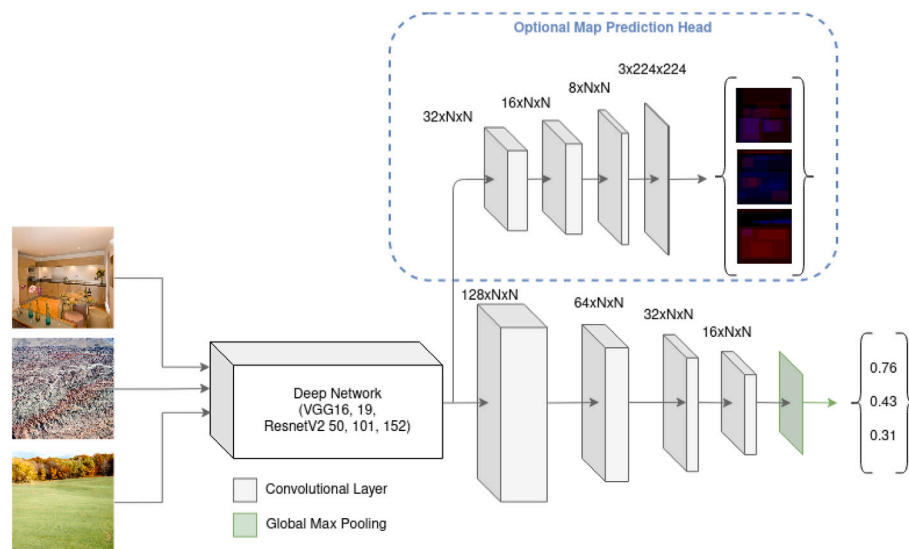 Optional Map Prediction Head
3x224x224
8xNxN
16xNxN
32xNxN
128xNxN
64xNxN
32xNxN
16xNxN
0.76
0.43
0.31
Deep Network
(VGG16, 19,
ResnetV2 50, 101, 152)
Convolutional Layer
Global Max Pooling